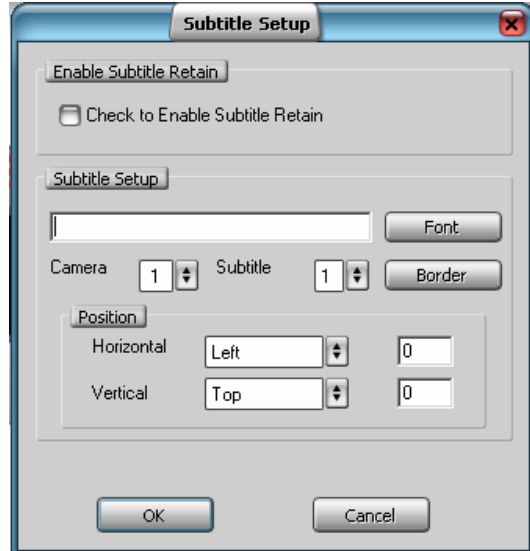 Subtitle Setup
Enable Subtitle Retain
Check to Enable Subtitle Retain
Subtitle Setup
Font
Camera 1 Subtitle 1 Border
Position
Horizontal Left 0
Vertical Top 0
OK Cancel